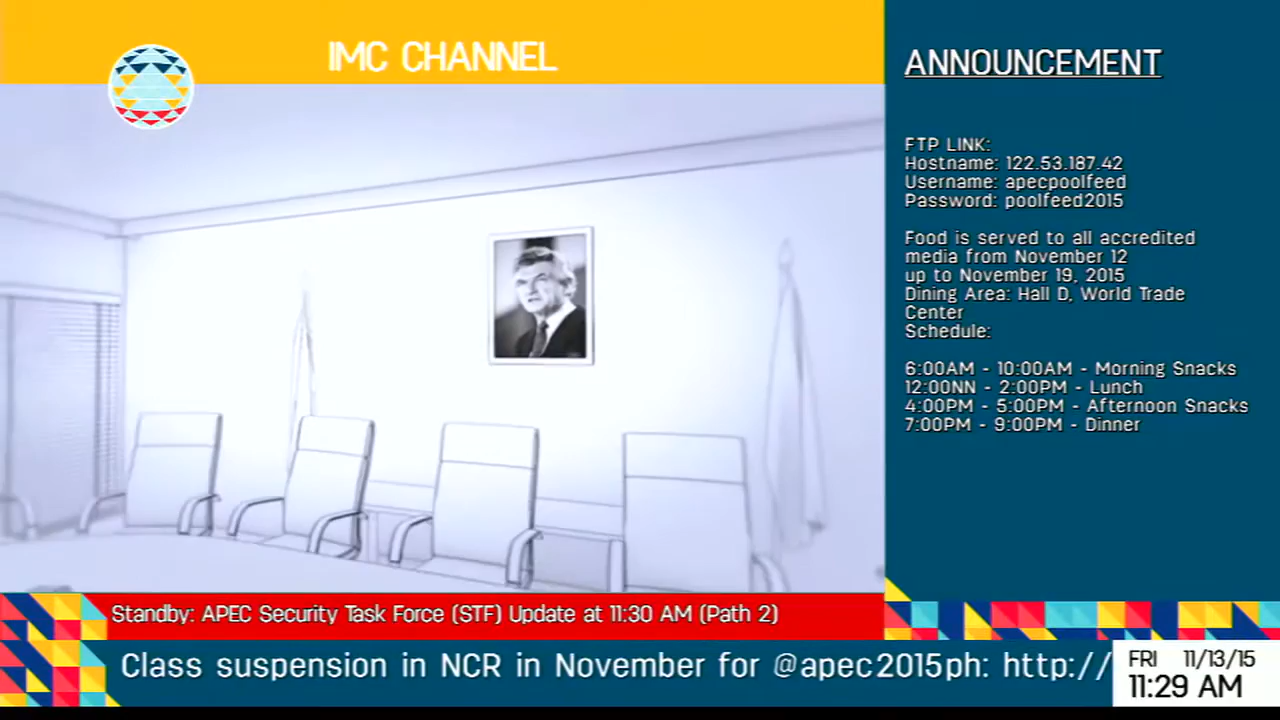 IMC CHANNEL
ANNOUNCEMENT
FTP LINK:
Hostname: 122.53.187.42
Username: apecpoolfeed
Password: poolfeed2015
Food is served to all accredited
media from November 12
up to November 19, 2015
Dining Area: Hall D, World Trade
Center
Schedule:
6:00AM - 10:00AM - Morning Snacks
12:00NN - 2:00PM - Lunch
4:00PM - 5:00PM - Afternoon Snacks
7:00PM - 9:00PM - Dinner
Standby: APEC Security Task Force (STF) Update at 11:30 AM (Path 2)
Class suspension in NCR in November for @apec2015ph: http://
FRI 11/13/15
11:29 AM